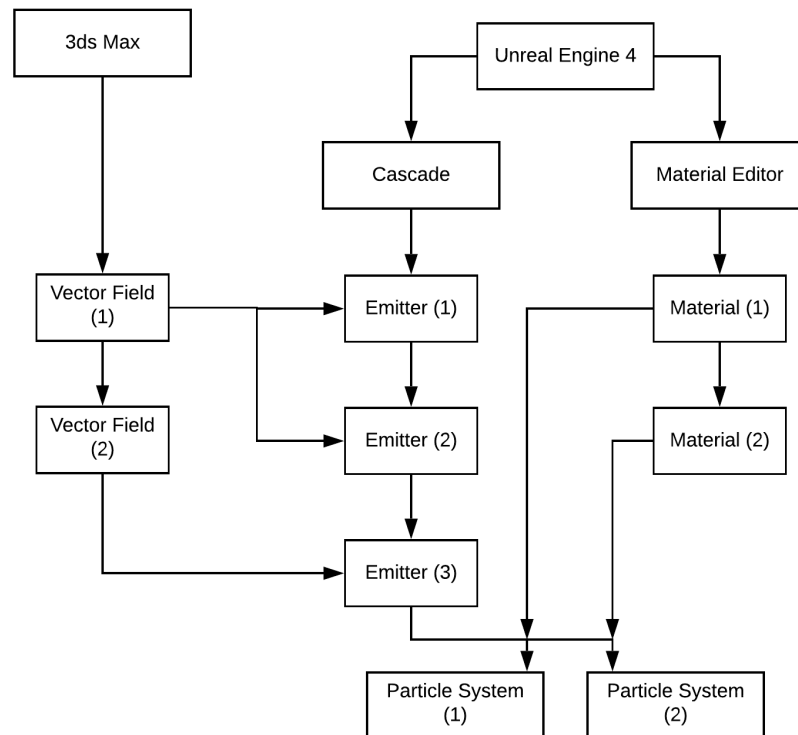 3ds Max
Unreal Engine 4
Cascade
Material Editor
Vector Field
(1)
Emitter (1)
Material (1)
Vector Field
(2)
Emitter (2)
Material (2)
Emitter (3)
Particle System
(1)
Particle System
(2)